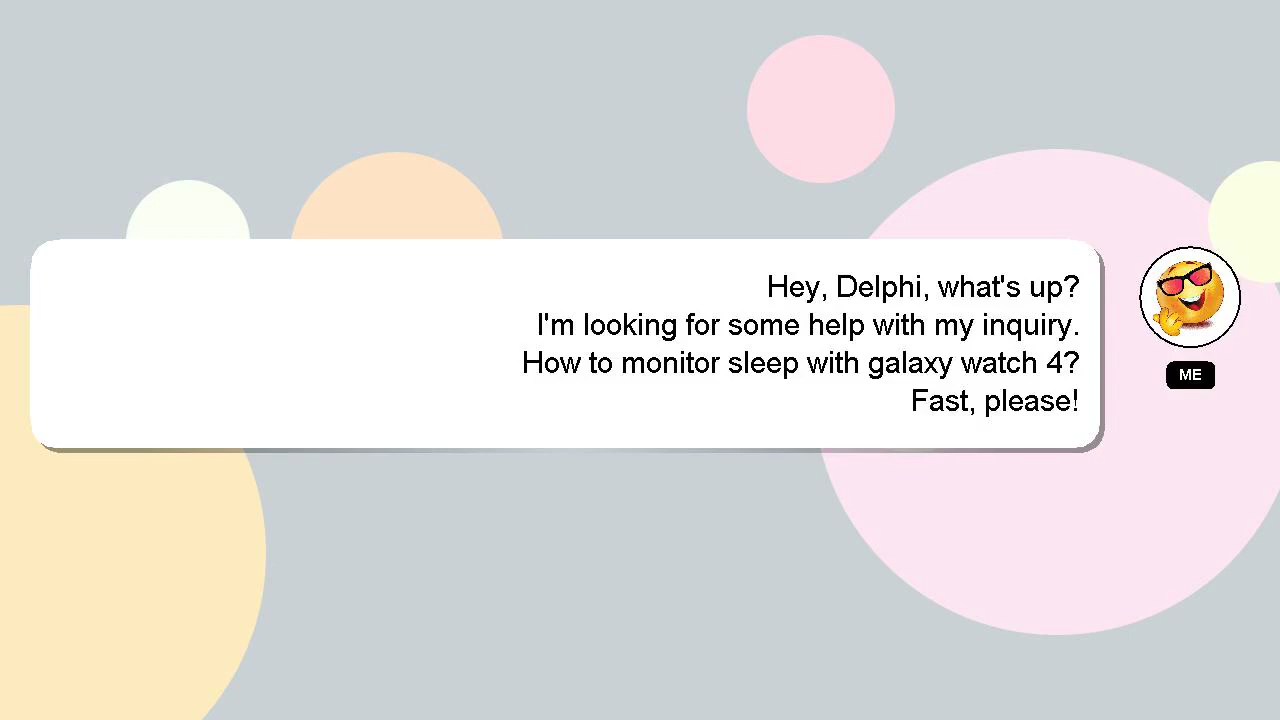 Hey, Delphi, what's up?
I'm looking for some help with my inquiry.
How to monitor sleep with galaxy watch 4?
Fast, please!
ME